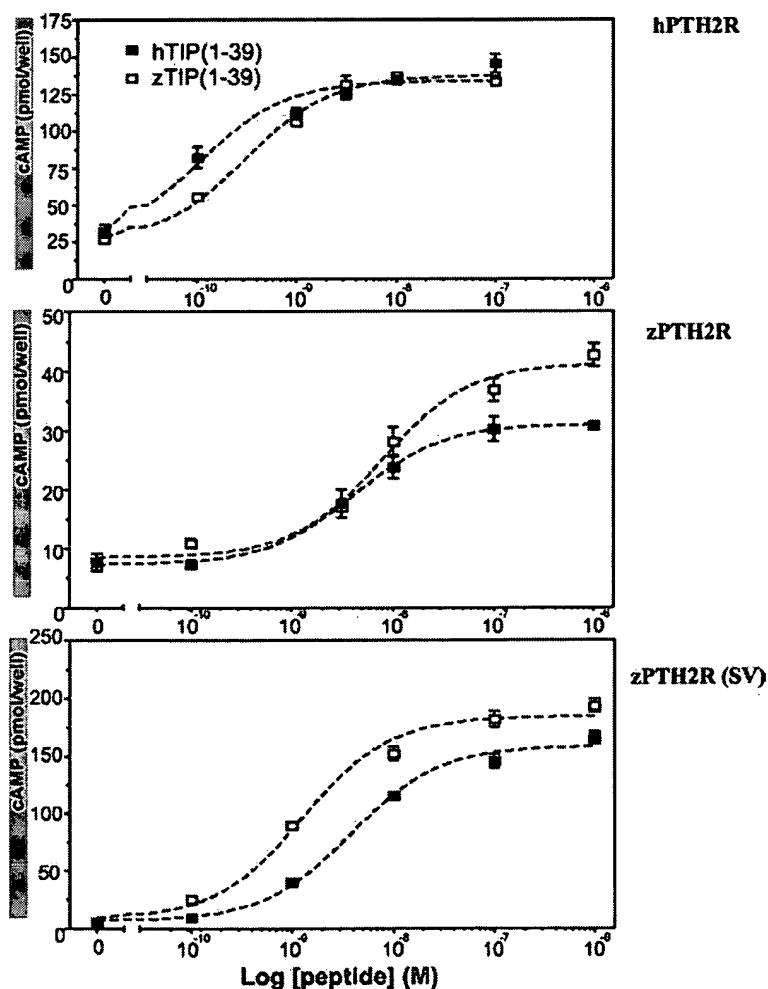 hPTH2R
175
hTIP(1-39)
zTIP(1-39)
150
125
100
75
50
25
0
cAMP (pmol/well)
0 10⁻¹⁰ 10⁻⁹ 10⁻⁸ 10⁻⁷ 10⁻⁶
zPTH2R
50
40
30
20
10
0
cAMP (pmol/well)
0 10⁻¹⁰ 10⁻⁹ 10⁻⁸ 10⁻⁷ 10⁻⁶
zPTH2R (SV)
250
200
150
100
50
0
cAMP (pmol/well)
0 10⁻¹⁰ 10⁻⁹ 10⁻⁸ 10⁻⁷
Log [peptide] (M)